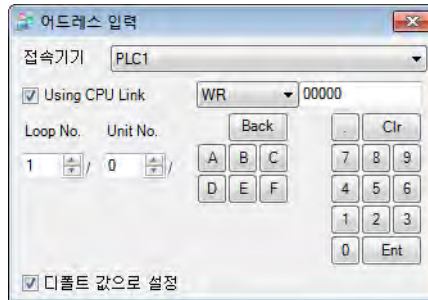 어드레스 입력
접속기기 PLC1
Using CPU Link WR 00000
Loop No. Unit No. Back . Clr
1 / 0 / A B C 7 8 9
D E F 4 5 6
1 2 3
0 Ent
디폴트 값으로 설정